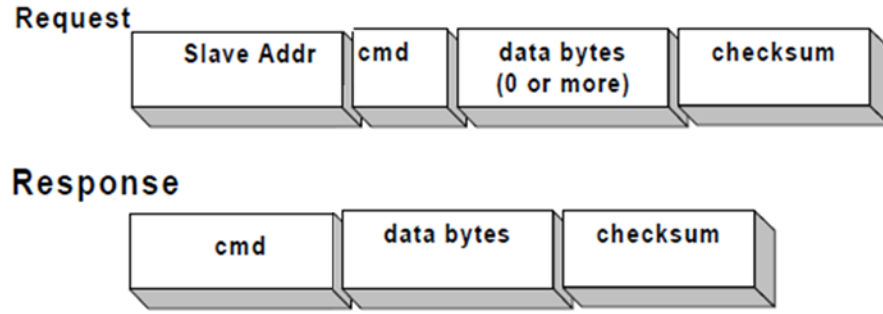 Request
Slave Addr cmd data bytes checksum
(0 or more)
Response
cmd data bytes checksum